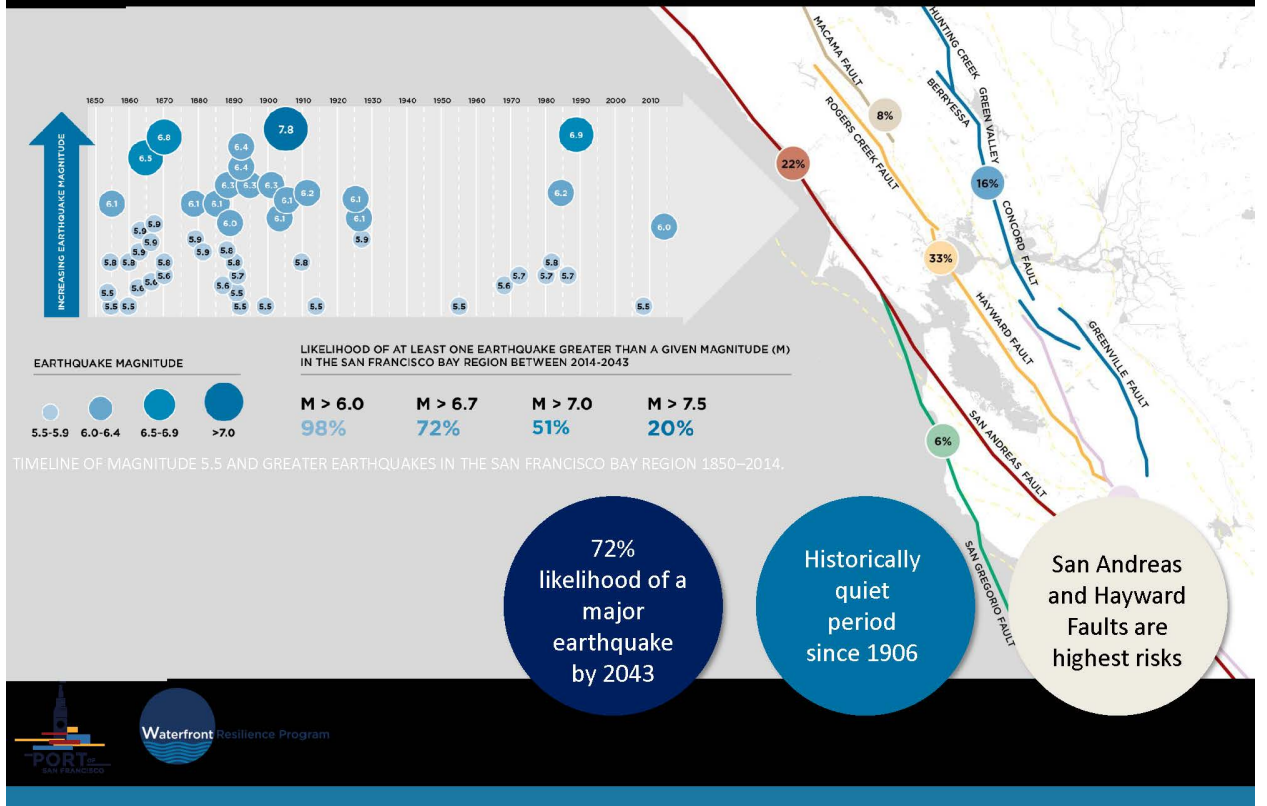 1850 1860 1870 1880 1890 1900 1910 1920 1930 1940 1950 1960 1970 1980 1990 2000 2010
INCREASING EARTHQUAKE MAGNITUDE
7.8
6.8
6.9
6.5
6.4
6.4
6.3 6.3 6.3
6.2
6.2
6.1
6.1 6.1
6.1
6.1
6.1
6.1
6.0
6.0
5.9
5.9
5.9
5.9
5.9
5.9
5.9
5.8 5.8 5.8
5.8
5.8
5.8
5.8
5.7
5.7
5.7
5.7
5.6
5.6
5.6
5.6
5.6
5.5
5.5
5.5 5.5
5.5 5.5 5.5 5.5 5.5
EARTHQUAKE MAGNITUDE
5.5-5.9 6.0-6.4 6.5-6.9 >7.0
LIKELIHOOD OF AT LEAST ONE EARTHQUAKE GREATER THAN A GIVEN MAGNITUDE (M)
IN THE SAN FRANCISCO BAY REGION BETWEEN 2014-2043
M > 6.0 M > 6.7 M > 7.0 M > 7.5
98% 72% 51% 20%
TIMELINE OF MAGNITUDE 5.5 AND GREATER EARTHQUAKES IN THE SAN FRANCISCO BAY REGION 1850–2014.
MACAMA FAULT
HUNTING CREEK
BERRYESSA
GREEN VALLEY
ROGERS CREEK FAULT
8%
22%
16%
CONCORD FAULT
33%
HAYWARD FAULT
GREENVILLE FAULT
SAN ANDREAS FAULT
6%
SAN GREGORIO FAULT
72%
likelihood of a
major
earthquake
by 2043
Historically
quiet
period
since 1906
San Andreas
and Hayward
Faults are
highest risks
PORT OF
SAN FRANCISCO
Waterfront Resilience Program